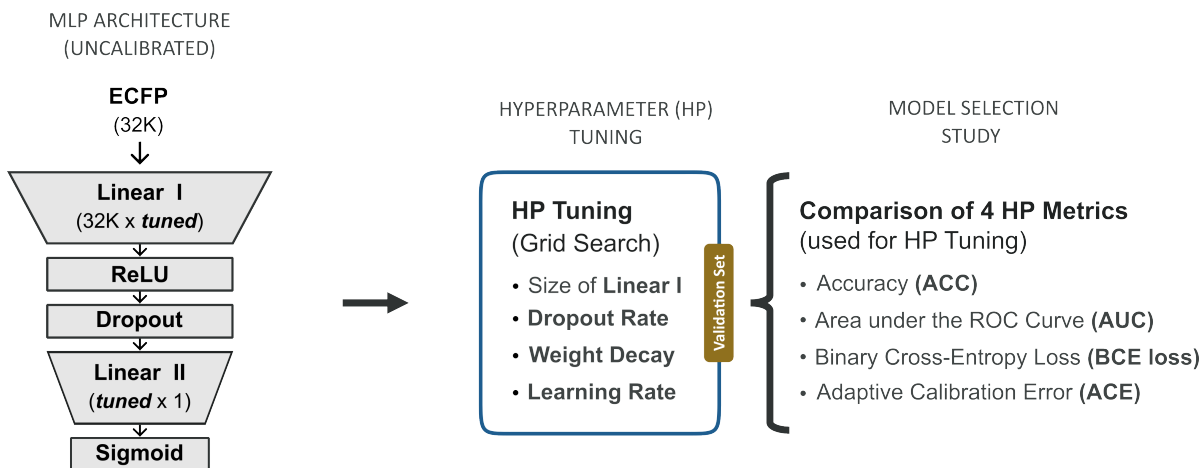 MLP ARCHITECTURE
(UNCALIBRATED)
ECFP
(32K)
Linear I
(32K x tuned)
ReLU
Dropout
Linear II
(tuned x 1)
Sigmoid
HYPERPARAMETER (HP)
TUNING
HP Tuning
(Grid Search)
• Size of Linear I
• Dropout Rate
• Weight Decay
• Learning Rate
Validation Set
MODEL SELECTION
STUDY
Comparison of 4 HP Metrics
(used for HP Tuning)
• Accuracy (ACC)
• Area under the ROC Curve (AUC)
• Binary Cross-Entropy Loss (BCE loss)
• Adaptive Calibration Error (ACE)